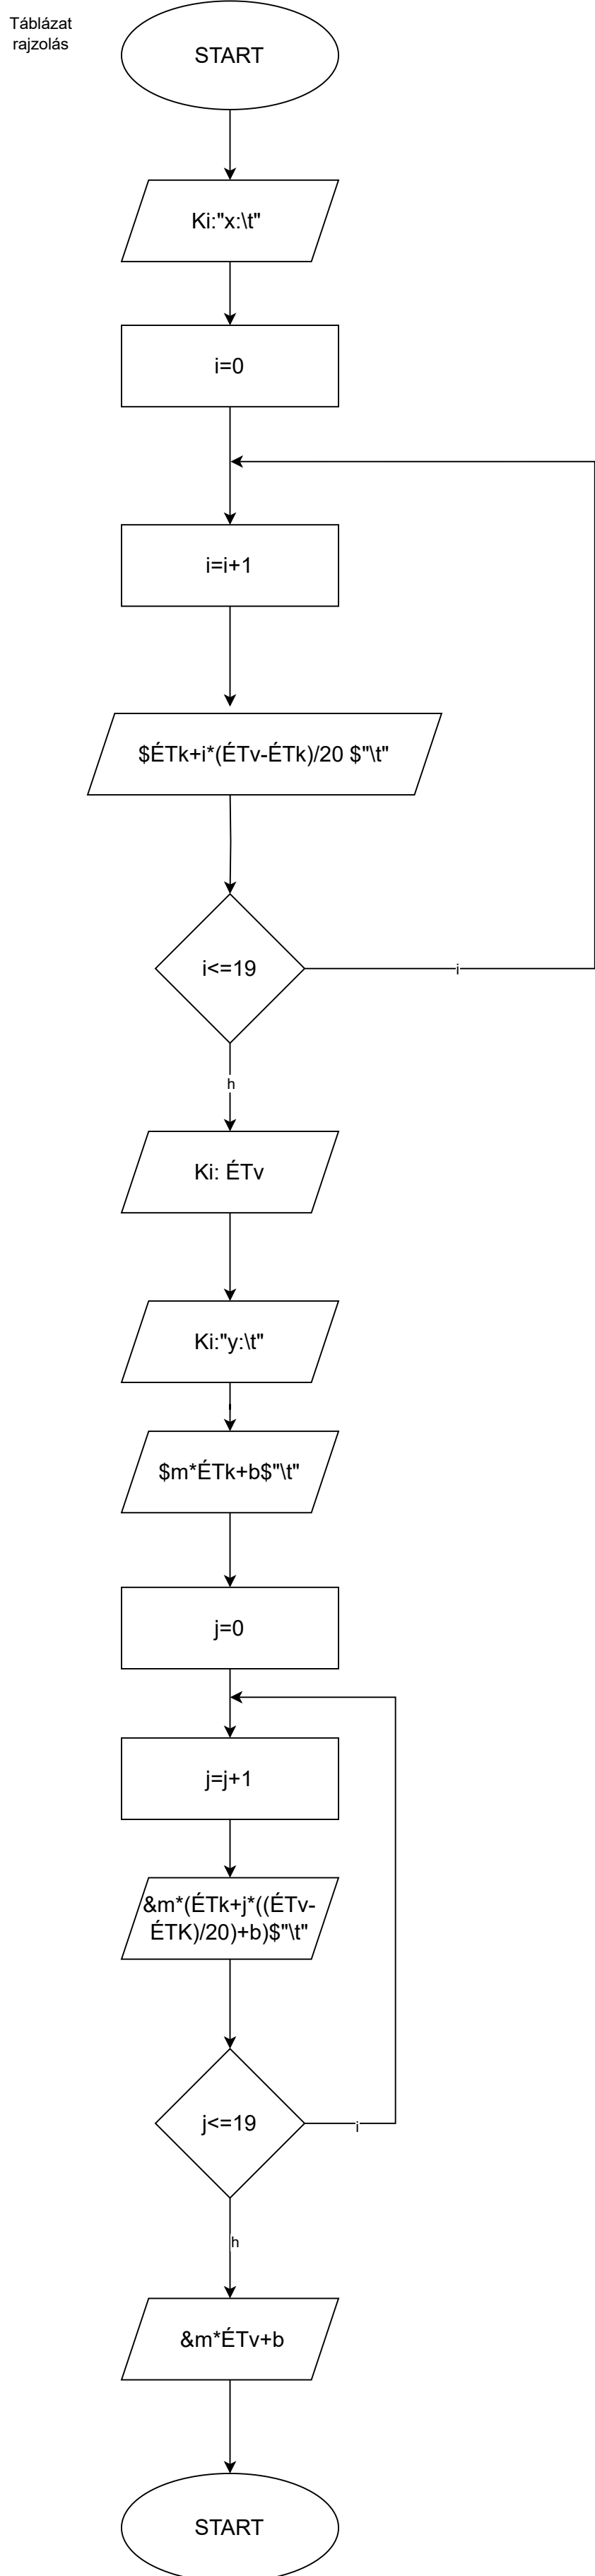 Táblázat
rajzolás
START
Ki:"x:\t"
i=0
i=i+1
$ÉTk+i*(ÉTv-ÉTk)/20 $"\t"
i<=19
i
h
Ki: ÉTv
Ki:"y:\t"
$m*ÉTk+b$"\t"
j=0
j=j+1
&m*(ÉTk+j*((ÉTv-
ÉTK)/20)+b)$"\t"
j<=19
i
h
&m*ÉTv+b
START